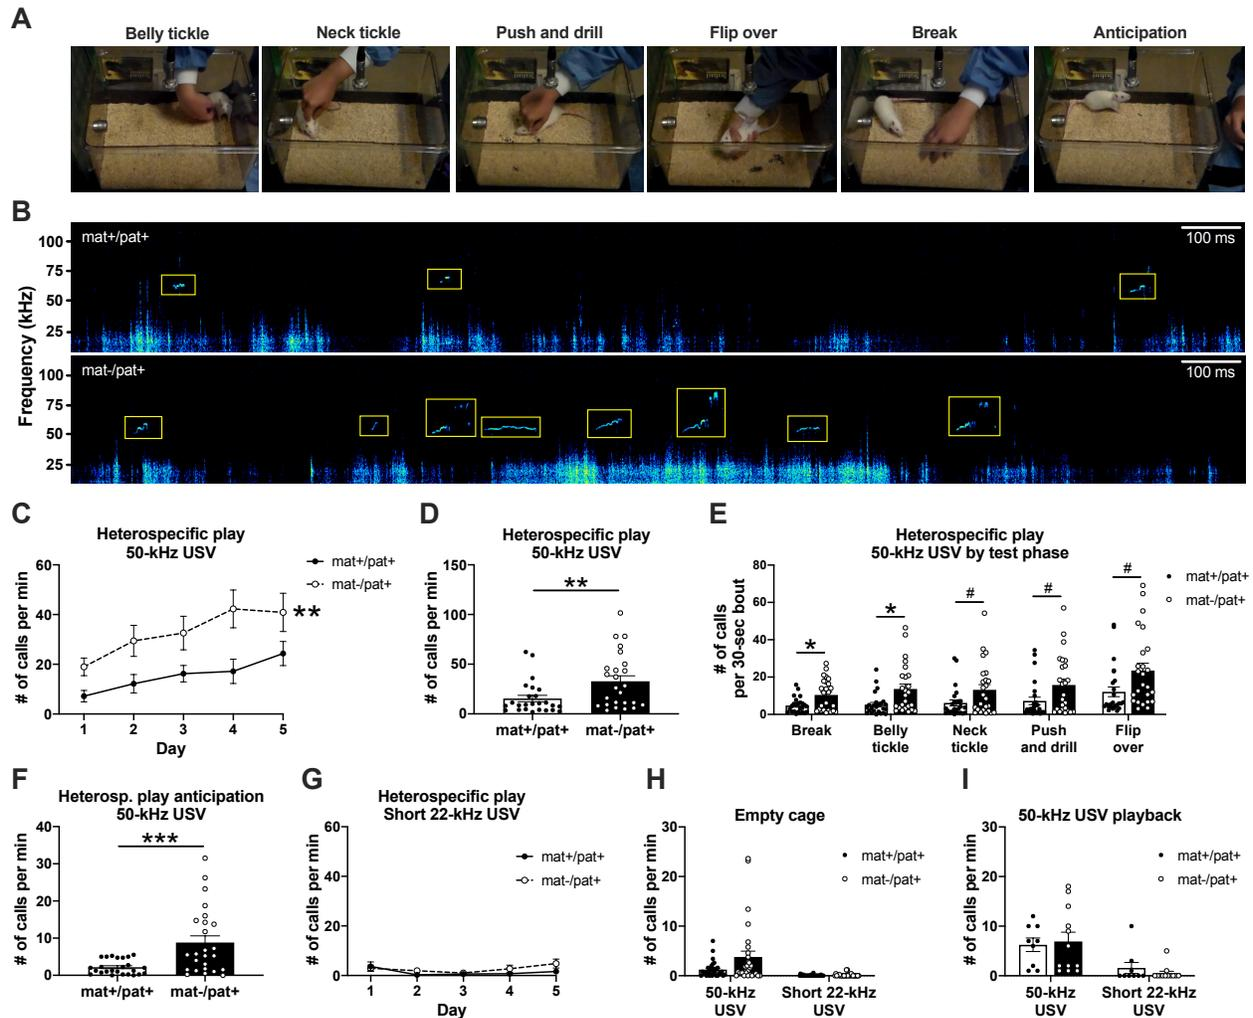 A
Belly tickle
Neck tickle
Push and drill
Flip over
Break
Anticipation
B
Frequency (kHz)
mat+/pat+
100 ms
100
75
50
25
mat-/pat+
100 ms
100
75
50
25
C
Heterospecific play
50-kHz USV
# of calls per min
60
40
20
0
1 2 3 4 5
Day
mat+/pat+
mat-/pat+
**
D
Heterospecific play
50-kHz USV
# of calls per min
150
100
50
0
**
mat+/pat+ mat-/pat+
E
Heterospecific play
50-kHz USV by test phase
# of calls
per 30-sec bout
80
60
40
20
0
* * # # #
mat+/pat+
mat-/pat+
Break
Belly
tickle
Neck
tickle
Push
and drill
Flip
over
F
Heterosp. play anticipation
50-kHz USV
# of calls per min
40
30
20
10
0
***
mat+/pat+ mat-/pat+
G
Heterospecific play
Short 22-kHz USV
# of calls per min
60
40
20
0
1 2 3 4 5
Day
mat+/pat+
mat-/pat+
H
Empty cage
# of calls per min
30
20
10
0
mat+/pat+
mat-/pat+
50-kHz
USV
Short 22-kHz
USV
I
50-kHz USV playback
# of calls per min
30
20
10
0
mat+/pat+
mat-/pat+
50-kHz
USV
Short 22-kHz
USV